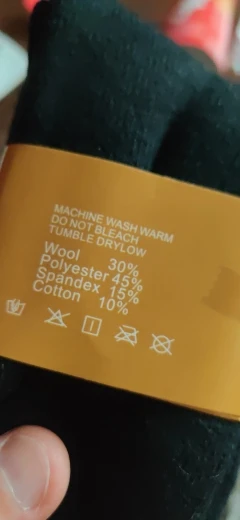 MACHINE WASH WARM
DO NOT BLEACH
TUMBLE DRYLOW
Wool 30%
Polyester 45%
Spandex 15%
Cotton 10%